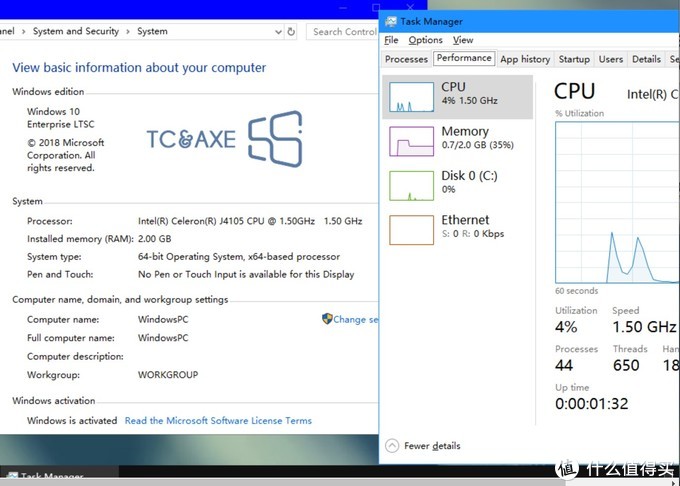 anel > System and Security > System
Search Control
View basic information about your computer
Windows edition
Windows 10
Enterprise LTSC
© 2018 Microsoft
Corporation. All
rights reserved.
TC&AXE
System
Processor: Intel(R) Celeron(R) J4105 CPU @ 1.50GHz 1.50 GHz
Installed memory (RAM): 2.00 GB
System type: 64-bit Operating System, x64-based processor
Pen and Touch: No Pen or Touch Input is available for this Display
Computer name, domain, and workgroup settings
Computer name: WindowsPC
Change se
Full computer name: WindowsPC
Computer description:
Workgroup: WORKGROUP
Windows activation
Windows is activated Read the Microsoft Software License Terms
Task Manager
File Options View
Processes Performance App history Startup Users Details Se
CPU
4% 1.50 GHz
Memory
0.7/2.0 GB (35%)
Disk 0 (C:)
0%
Ethernet
S: 0 R: 0 Kbps
CPU Intel(R) C
% Utilization
60 seconds
Utilization Speed
4% 1.50 GHz
Processes Threads Han
44 650 18
Up time
0:00:01:32
Fewer details
Task Manager
值 什么值得买